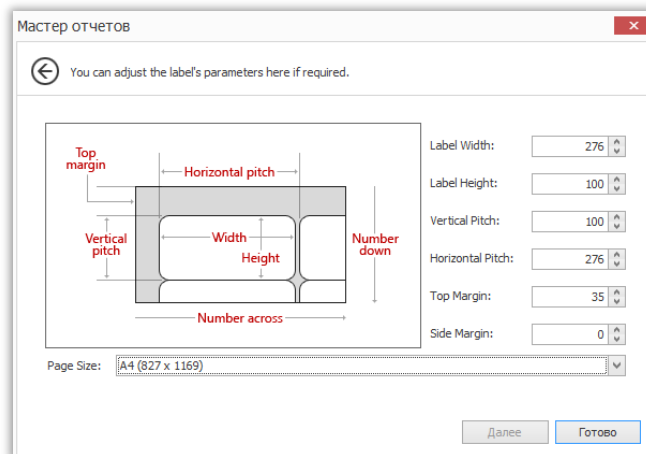 Мастер отчетов
You can adjust the label's parameters here if required.
Top
margin
Horizontal pitch
Vertical
pitch
Width
Height
Number
down
Number across
Label Width: 276
Label Height: 100
Vertical Pitch: 100
Horizontal Pitch: 276
Top Margin: 35
Side Margin: 0
Page Size: A4 (827 x 1169)
Далее Готово